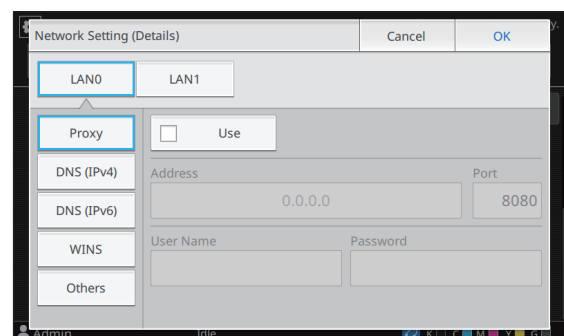 Network Setting (Details)
Cancel
OK
y.
LAN0
LAN1
Proxy
Use
DNS (IPv4)
Address
Port
DNS (IPv6)
0.0.0.0
8080
WINS
User Name
Password
Others
Admin
Idle
K
C
M
Y
G